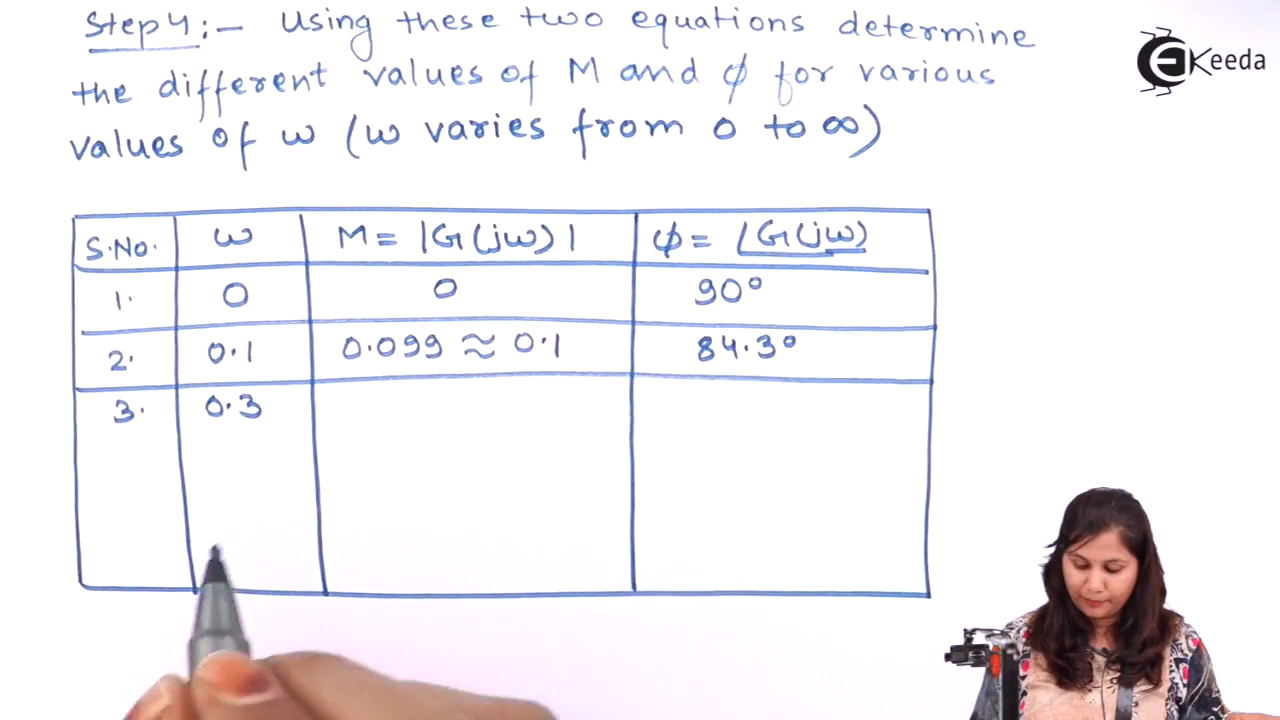 Step 4:- Using these two equations determine
the different values of M and ϕ for various
values of ω (ω varies from 0 to ∞)
EKeeda
S.No. ω M= |G(jω)| ϕ= ∠G(jω)
1. 0 0 90°
2. 0.1 0.099 ≈ 0.1 84.3°
3. 0.3